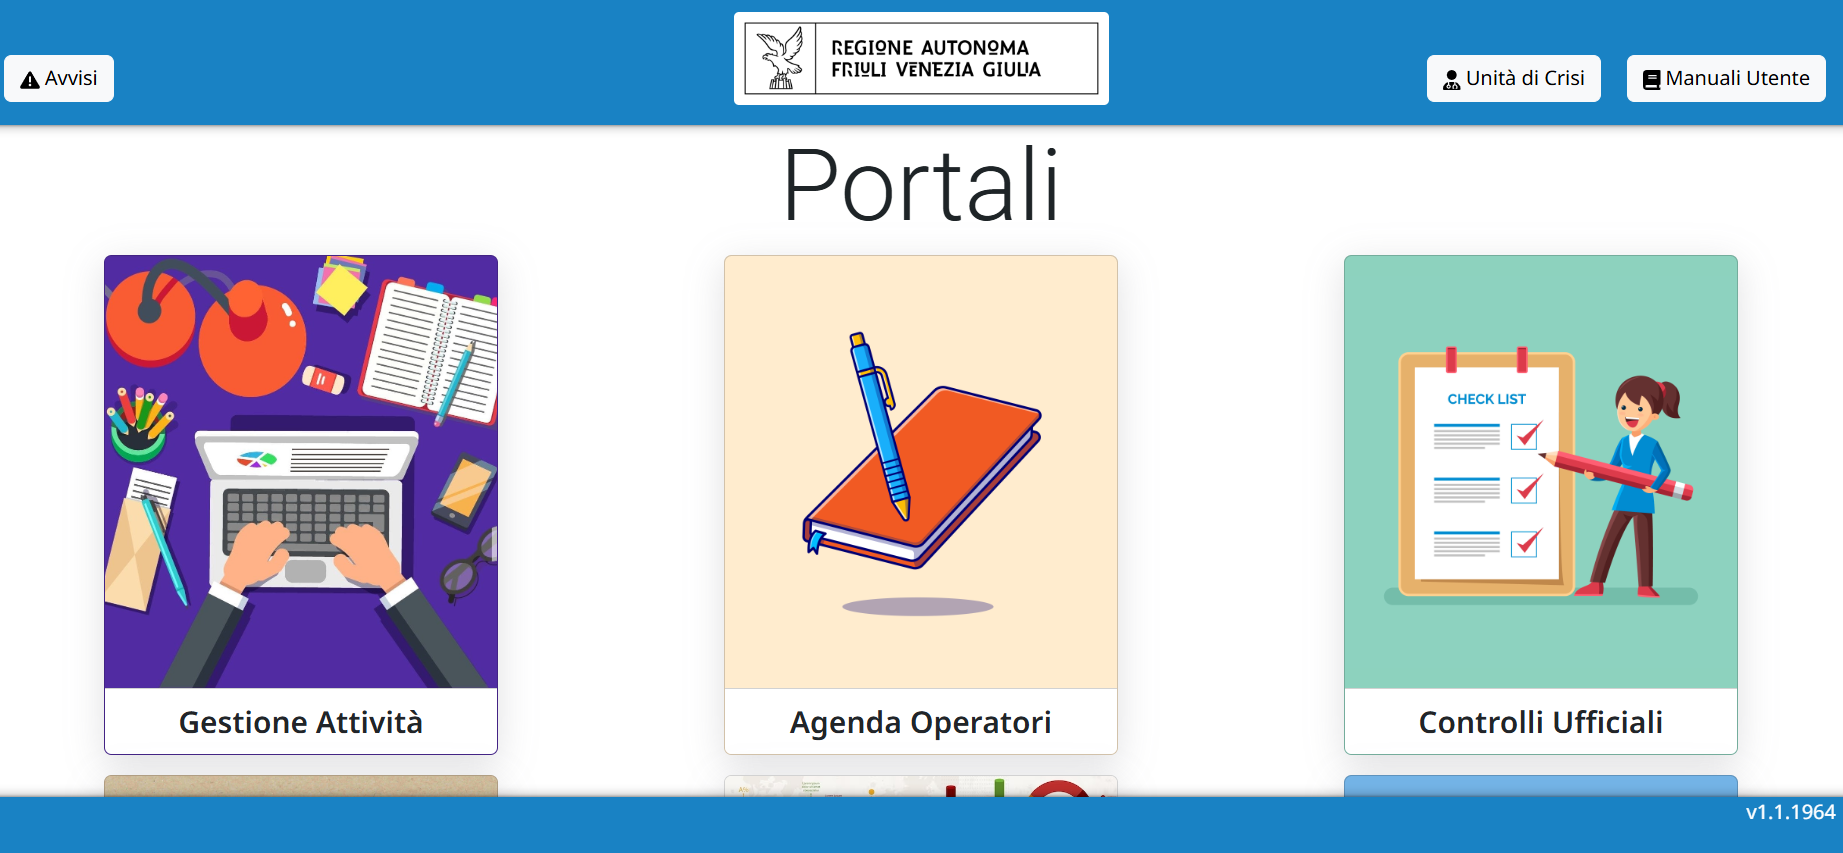 REGIONE AUTONOMA
FRIULI VENEZIA GIULIA
Avvisi
Unità di Crisi
Manuali Utente
Portali
CHECK LIST
Gestione Attività
Agenda Operatori
Controlli Ufficiali
v1.1.1964